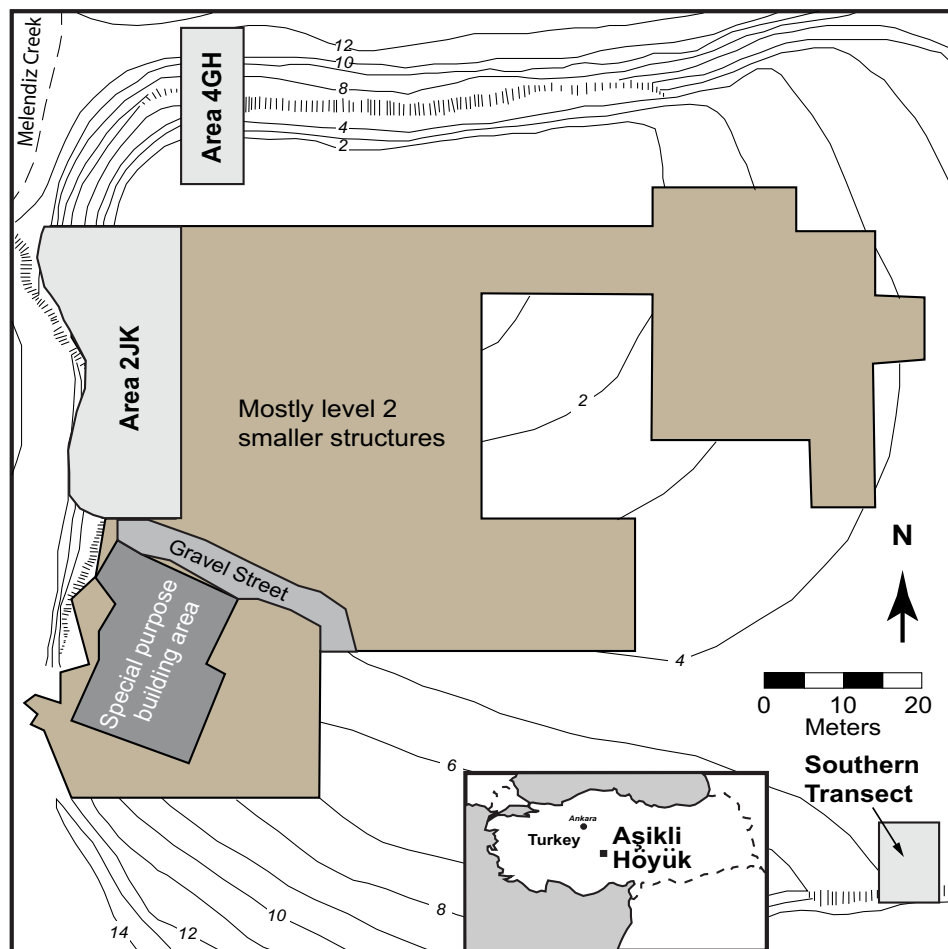 Melendiz Creek
12
10
8
4
2
Area 4GH
Area 2JK
Mostly level 2
smaller structures
2
Gravel Street
Special purpose
building area
N
4
0 10 20
Meters
6
Southern
Transect
Ankara
Turkey
Aşikli
Höyük
8
10
12
14